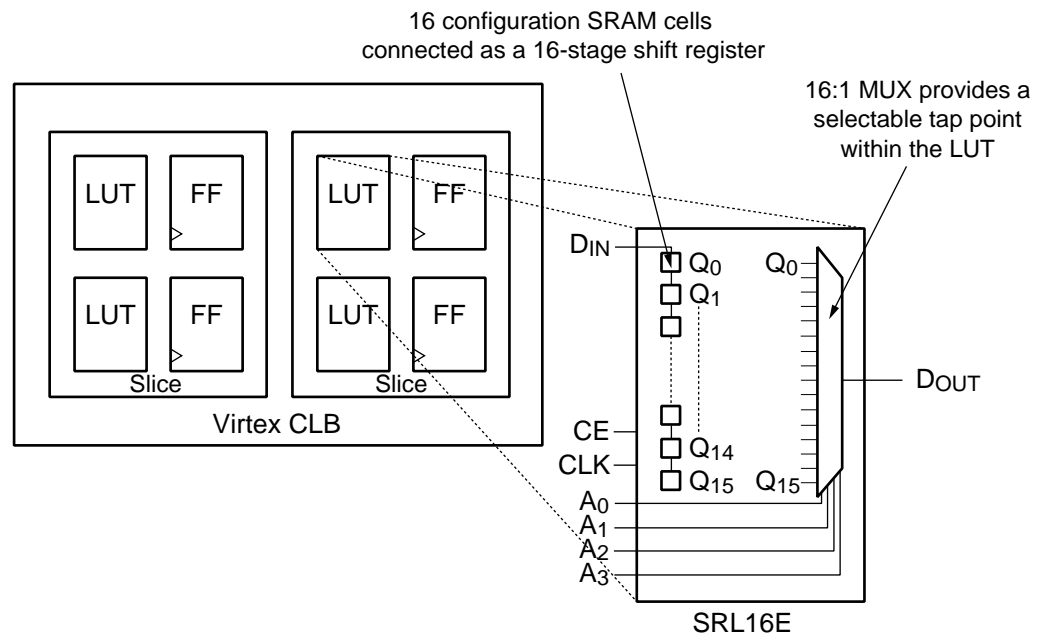 16 configuration SRAM cells
connected as a 16-stage shift register
16:1 MUX provides a
selectable tap point
within the LUT
LUT FF LUT FF
LUT FF LUT FF
Slice Slice
Virtex CLB
DIN
Q0 Q0
Q1
DOUT
CE
Q14
CLK
Q15 Q15
A0
A1
A2
A3
SRL16E